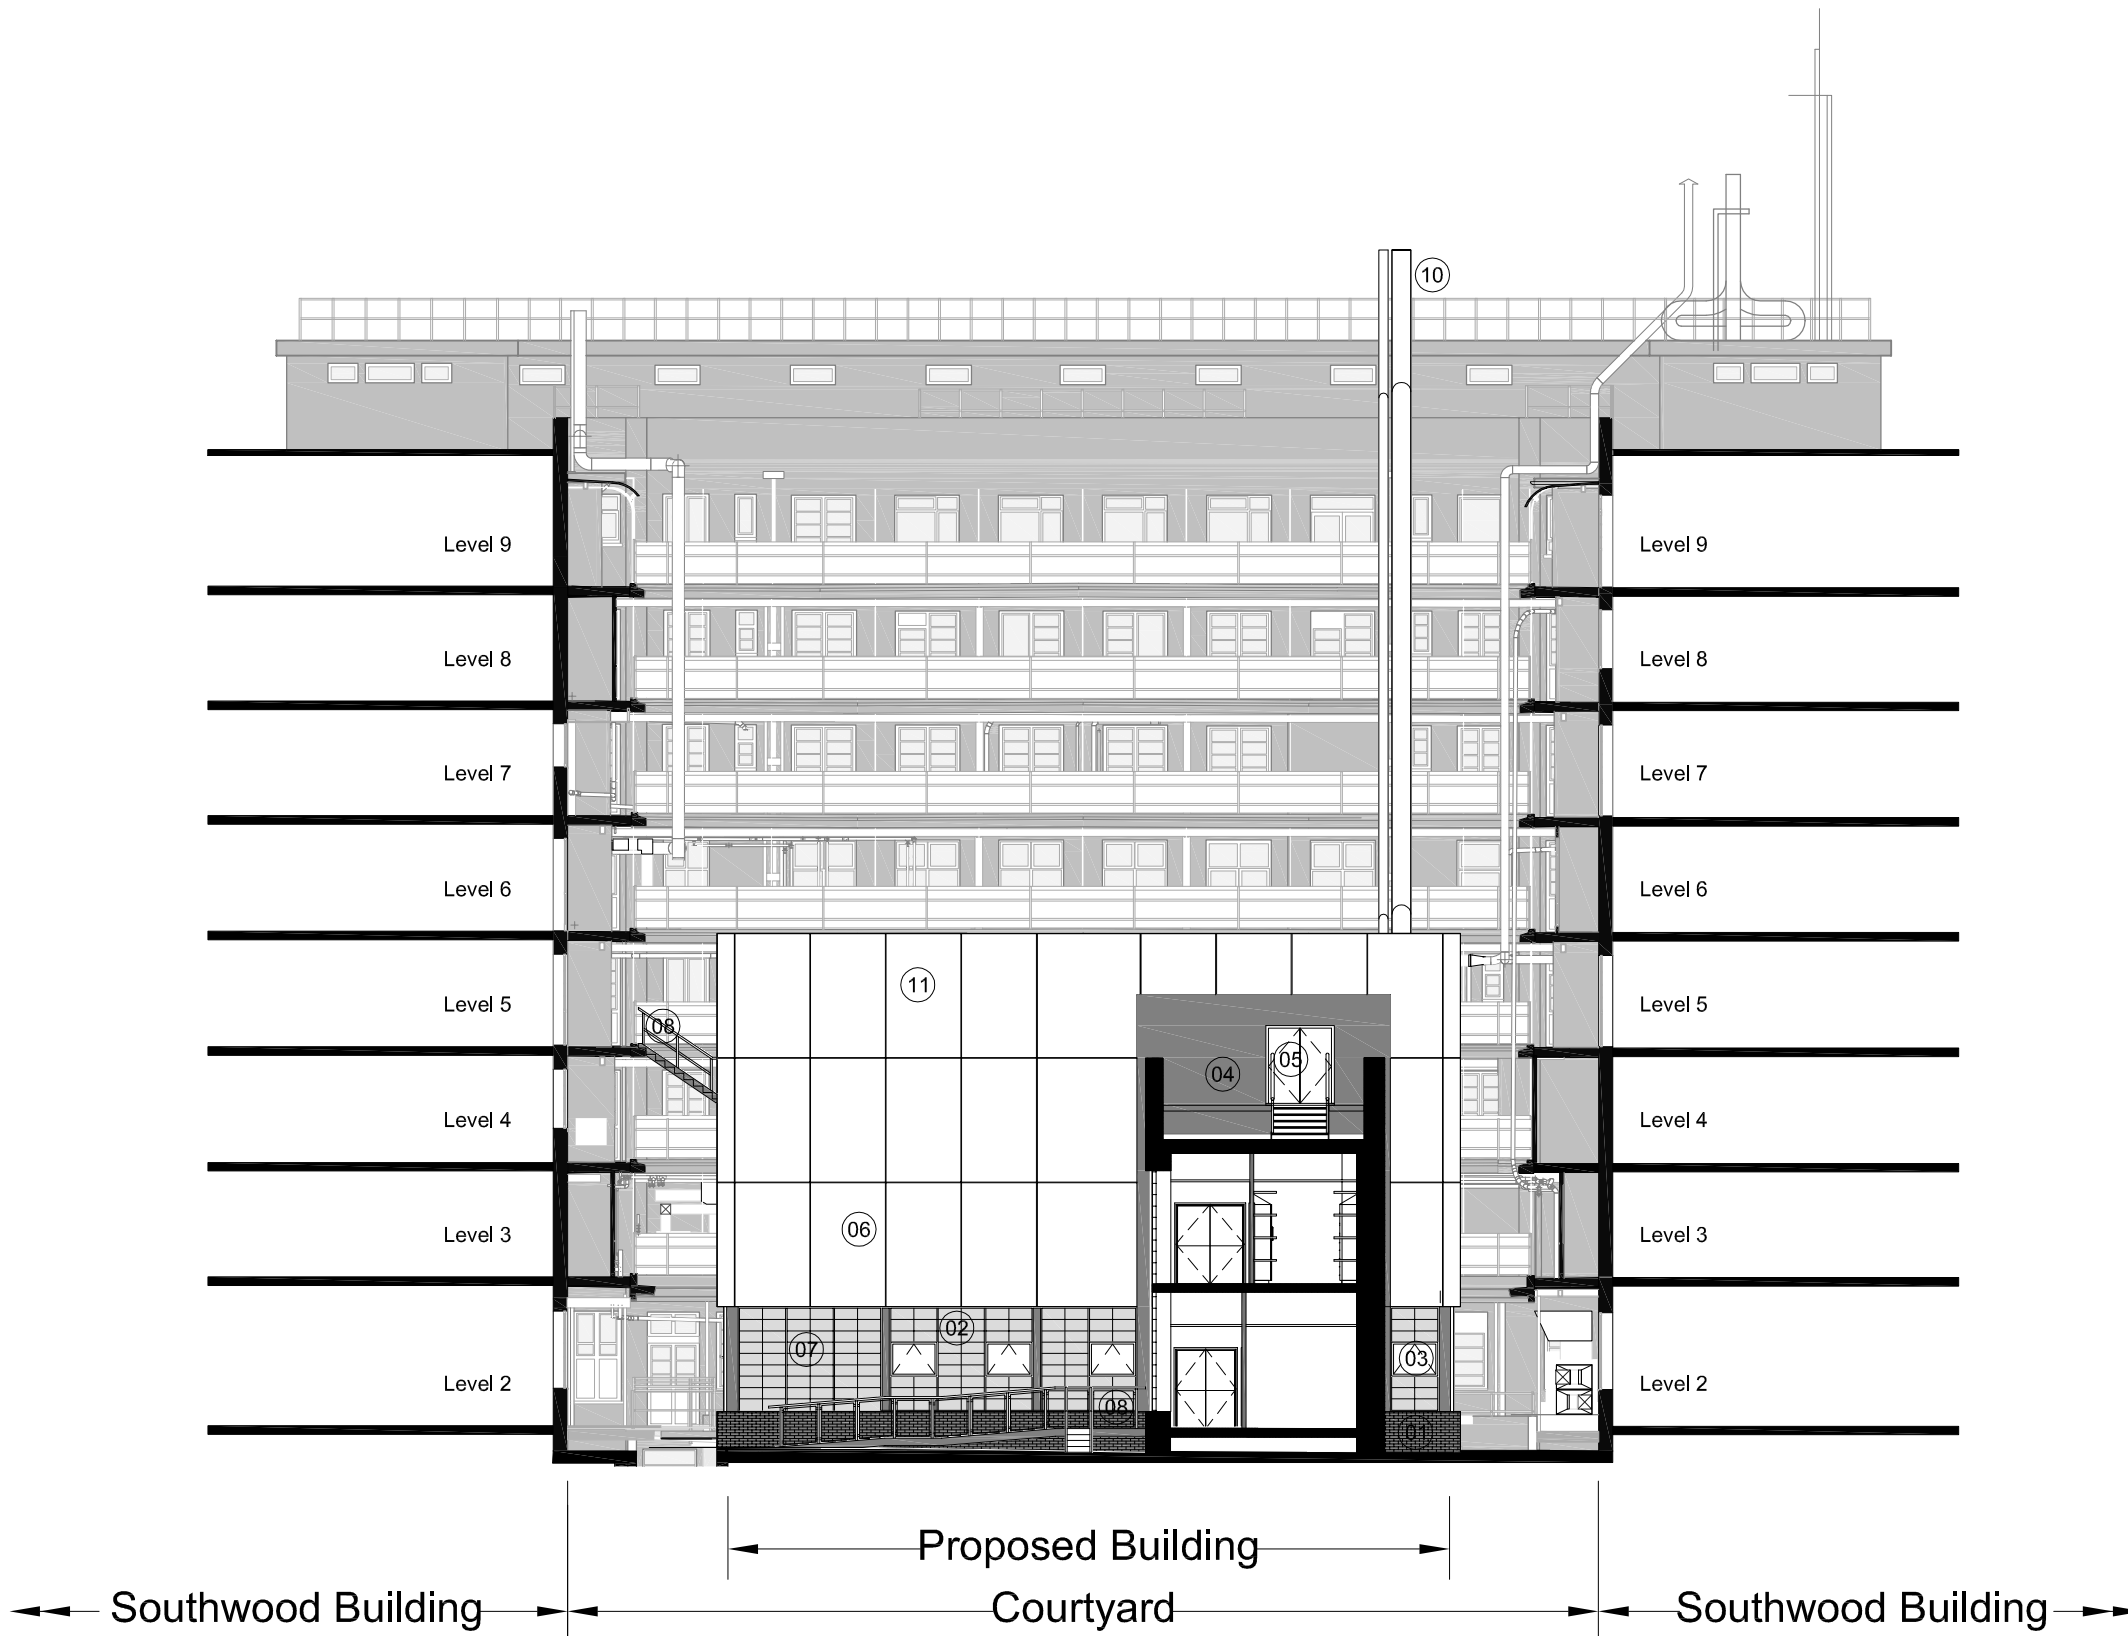 10
Level 9
Level 9
Level 8
Level 8
Level 7
Level 7
Level 6
Level 6
11
Level 5
08
Level 5
05
04
Level 4
Level 4
06
Level 3
Level 3
02
07
03
Level 2
Level 2
08
01
Proposed Building
Southwood Building
Courtyard
Southwood Building